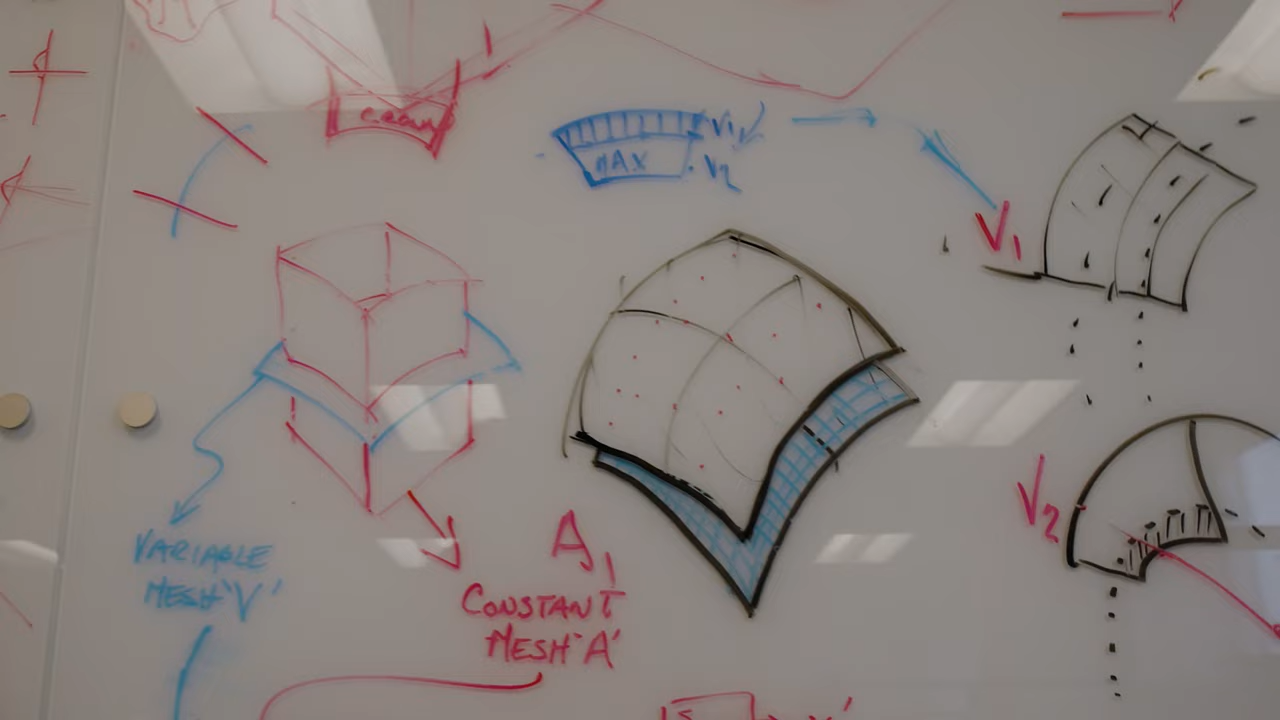 V1
MAX
V2
V1
V2
A1
VARIABLE
MESH 'V'
CONSTANT
MESH 'A'